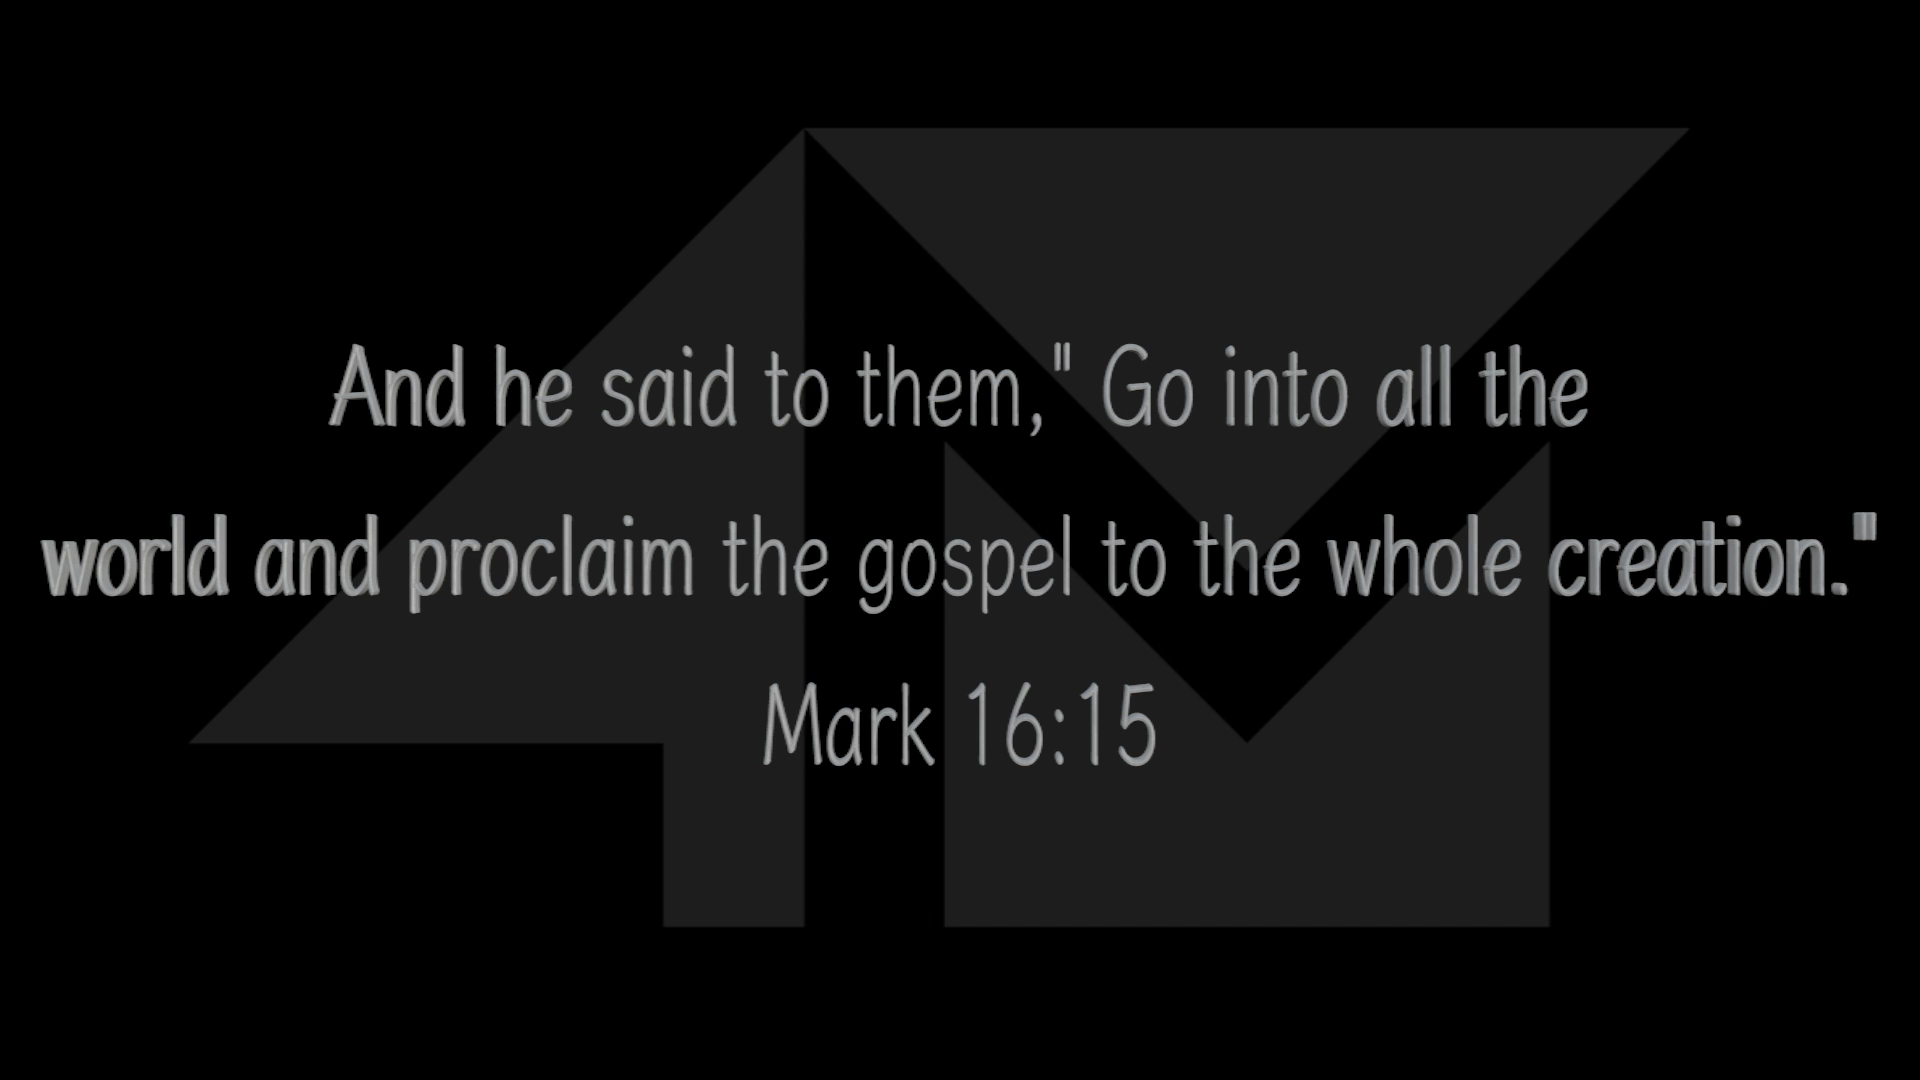 And he said to them," Go into all the
world and proclaim the gospel to the whole creation."
Mark 16:15